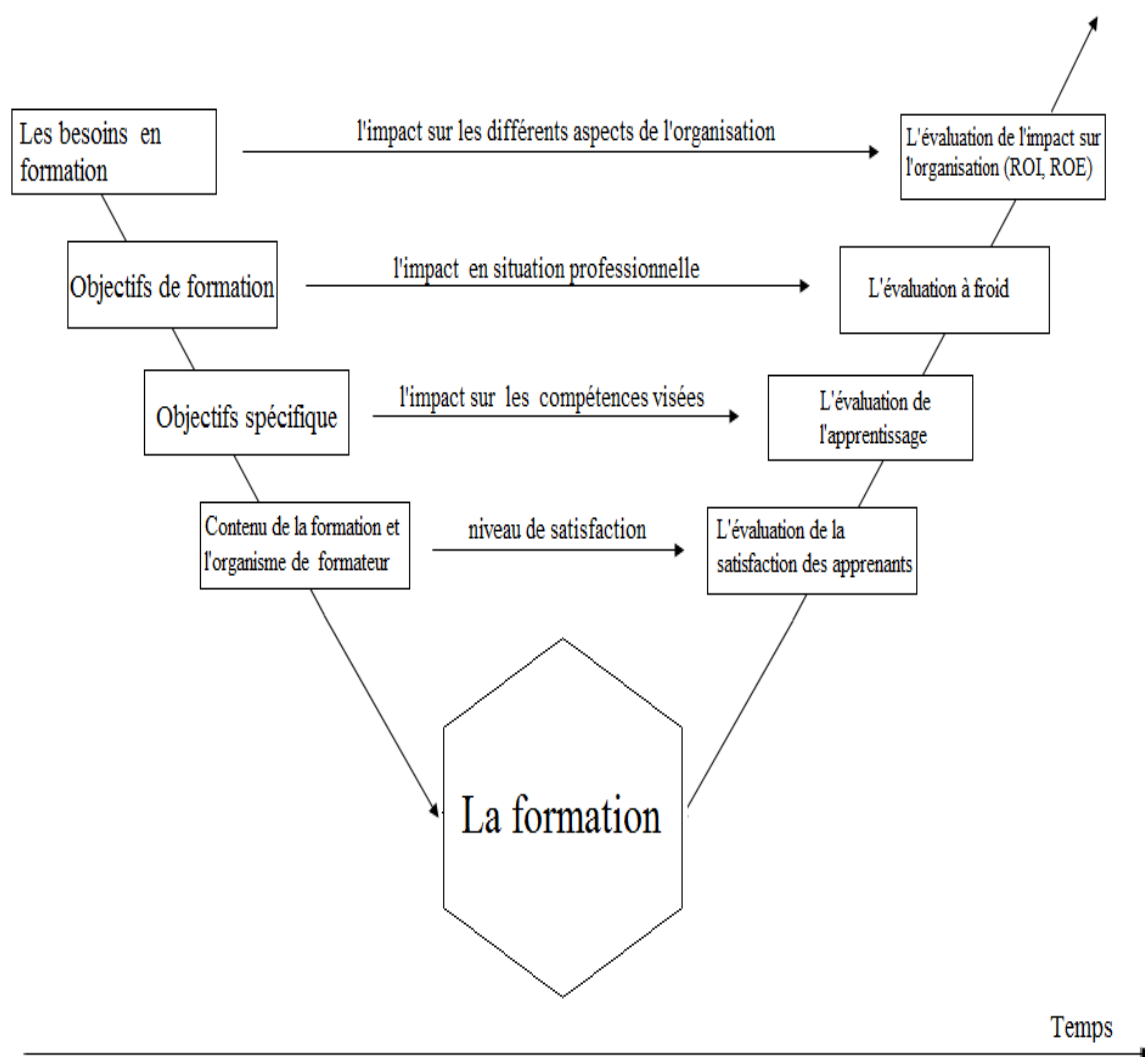 Les besoins en
formation
l'impact sur les différents aspects de l'organisation
L'évaluation de l'impact sur
l'organisation (ROI, ROE)
Objectifs de formation
l'impact en situation professionnelle
L'évaluation à froid
Objectifs spécifique
l'impact sur les compétences visées
L'évaluation de
l'apprentissage
Contenu de la formation et
l'organisme de formateur
niveau de satisfaction
L'évaluation de la
satisfaction des apprenants
La formation
Temps